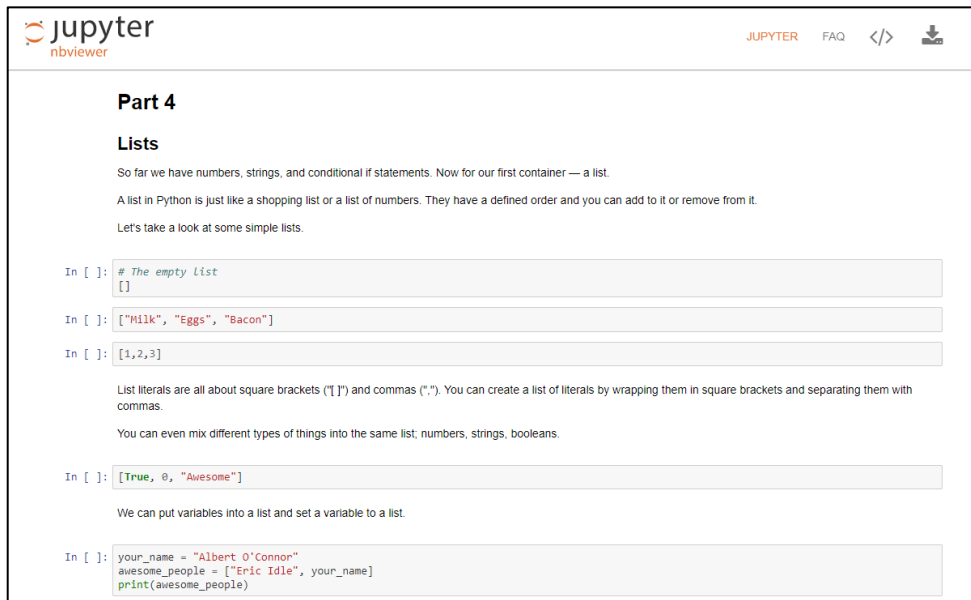 jupyter
nbviewer
JUPYTER FAQ </>
Part 4
Lists
So far we have numbers, strings, and conditional if statements. Now for our first container — a list.
A list in Python is just like a shopping list or a list of numbers. They have a defined order and you can add to it or remove from it.
Let's take a look at some simple lists.
In [ ]: # The empty list
[]
In [ ]: ["Milk", "Eggs", "Bacon"]
In [ ]: [1,2,3]
List literals are all about square brackets ("[ ]") and commas (","). You can create a list of literals by wrapping them in square brackets and separating them with
commas.
You can even mix different types of things into the same list; numbers, strings, booleans.
In [ ]: [True, 0, "Awesome"]
We can put variables into a list and set a variable to a list.
In [ ]: your_name = "Albert O'Connor"
awesome_people = ["Eric Idle", your_name]
print(awesome_people)